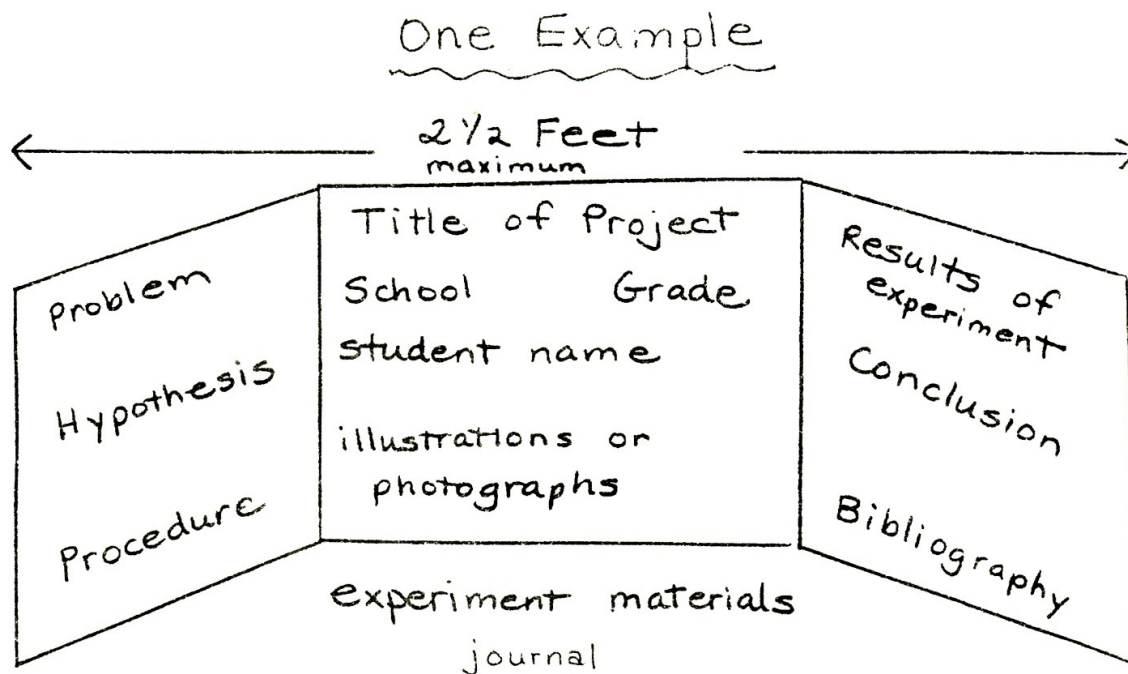 One Example
2 1/2 Feet
maximum
Problem
Hypothesis
Procedure
Title of Project
School Grade
student name
illustrations or
photographs
Results of
experiment
Conclusion
Bibliography
experiment materials
journal